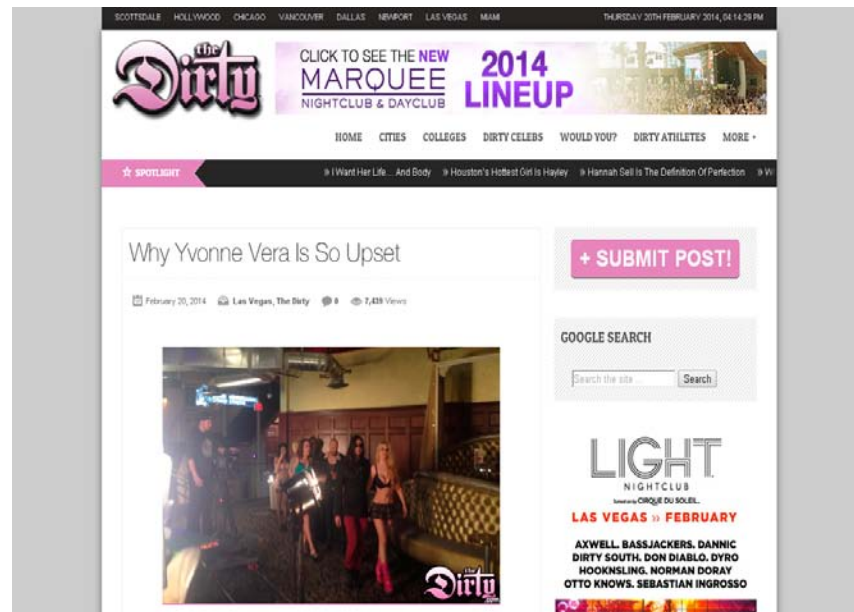 SCOTTSDALE HOLLYWOOD CHICAGO VANCOUVER DALLAS NEWPORT LAS VEGAS MIAMI THURSDAY 20TH FEBRUARY 2014, 04:14:29 PM
the Dirty
CLICK TO SEE THE NEW
MARQUEE
NIGHTCLUB & DAYCLUB
2014
LINEUP
HOME CITIES COLLEGES DIRTY CELEBS WOULD YOU? DIRTY ATHLETES MORE
SPOTLIGHT » I Want Her Life... And Body » Houston's Hottest Girl Is Hayley » Hannah Sell Is The Definition Of Perfection » W
Why Yvonne Vera Is So Upset
February 20, 2014 Las Vegas, The Dirty 0 7,439 Views
the Dirty
+ SUBMIT POST!
GOOGLE SEARCH
Search the site ... Search
LIGHT
NIGHTCLUB
CIRQUE DU SOLEIL.
LAS VEGAS » FEBRUARY
AXWELL. BASSJACKERS. DANNIC
DIRTY SOUTH. DON DIABLO. DYRO
HOOKNSLING. NORMAN DORAY
OTTO KNOWS. SEBASTIAN INGROSSO